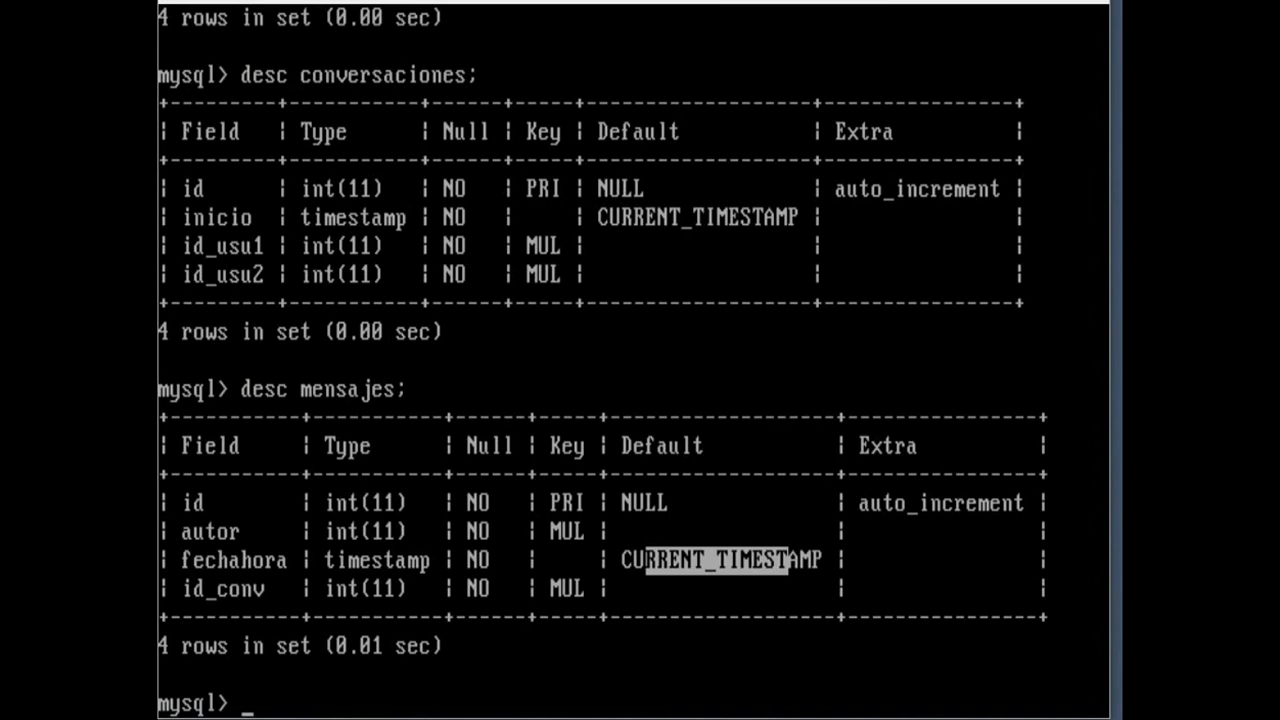 4 rows in set (0.00 sec)
mysql> desc conversaciones;
+---------+-----------+------+-----+-------------------+----------------+
| Field   | Type      | Null | Key | Default           | Extra          |
+---------+-----------+------+-----+-------------------+----------------+
| id      | int(11)   | NO   | PRI | NULL              | auto_increment |
| inicio  | timestamp | NO   |     | CURRENT_TIMESTAMP |                |
| id_usu1 | int(11)   | NO   | MUL |                   |                |
| id_usu2 | int(11)   | NO   | MUL |                   |                |
+---------+-----------+------+-----+-------------------+----------------+
4 rows in set (0.00 sec)
mysql> desc mensajes;
+-----------+-----------+------+-----+-------------------+----------------+
| Field     | Type      | Null | Key | Default           | Extra          |
+-----------+-----------+------+-----+-------------------+----------------+
| id        | int(11)   | NO   | PRI | NULL              | auto_increment |
| autor     | int(11)   | NO   | MUL |                   |                |
| fechahora | timestamp | NO   |     | CURRENT_TIMESTAMP |                |
| id_conv   | int(11)   | NO   | MUL |                   |                |
+-----------+-----------+------+-----+-------------------+----------------+
4 rows in set (0.01 sec)
mysql> _